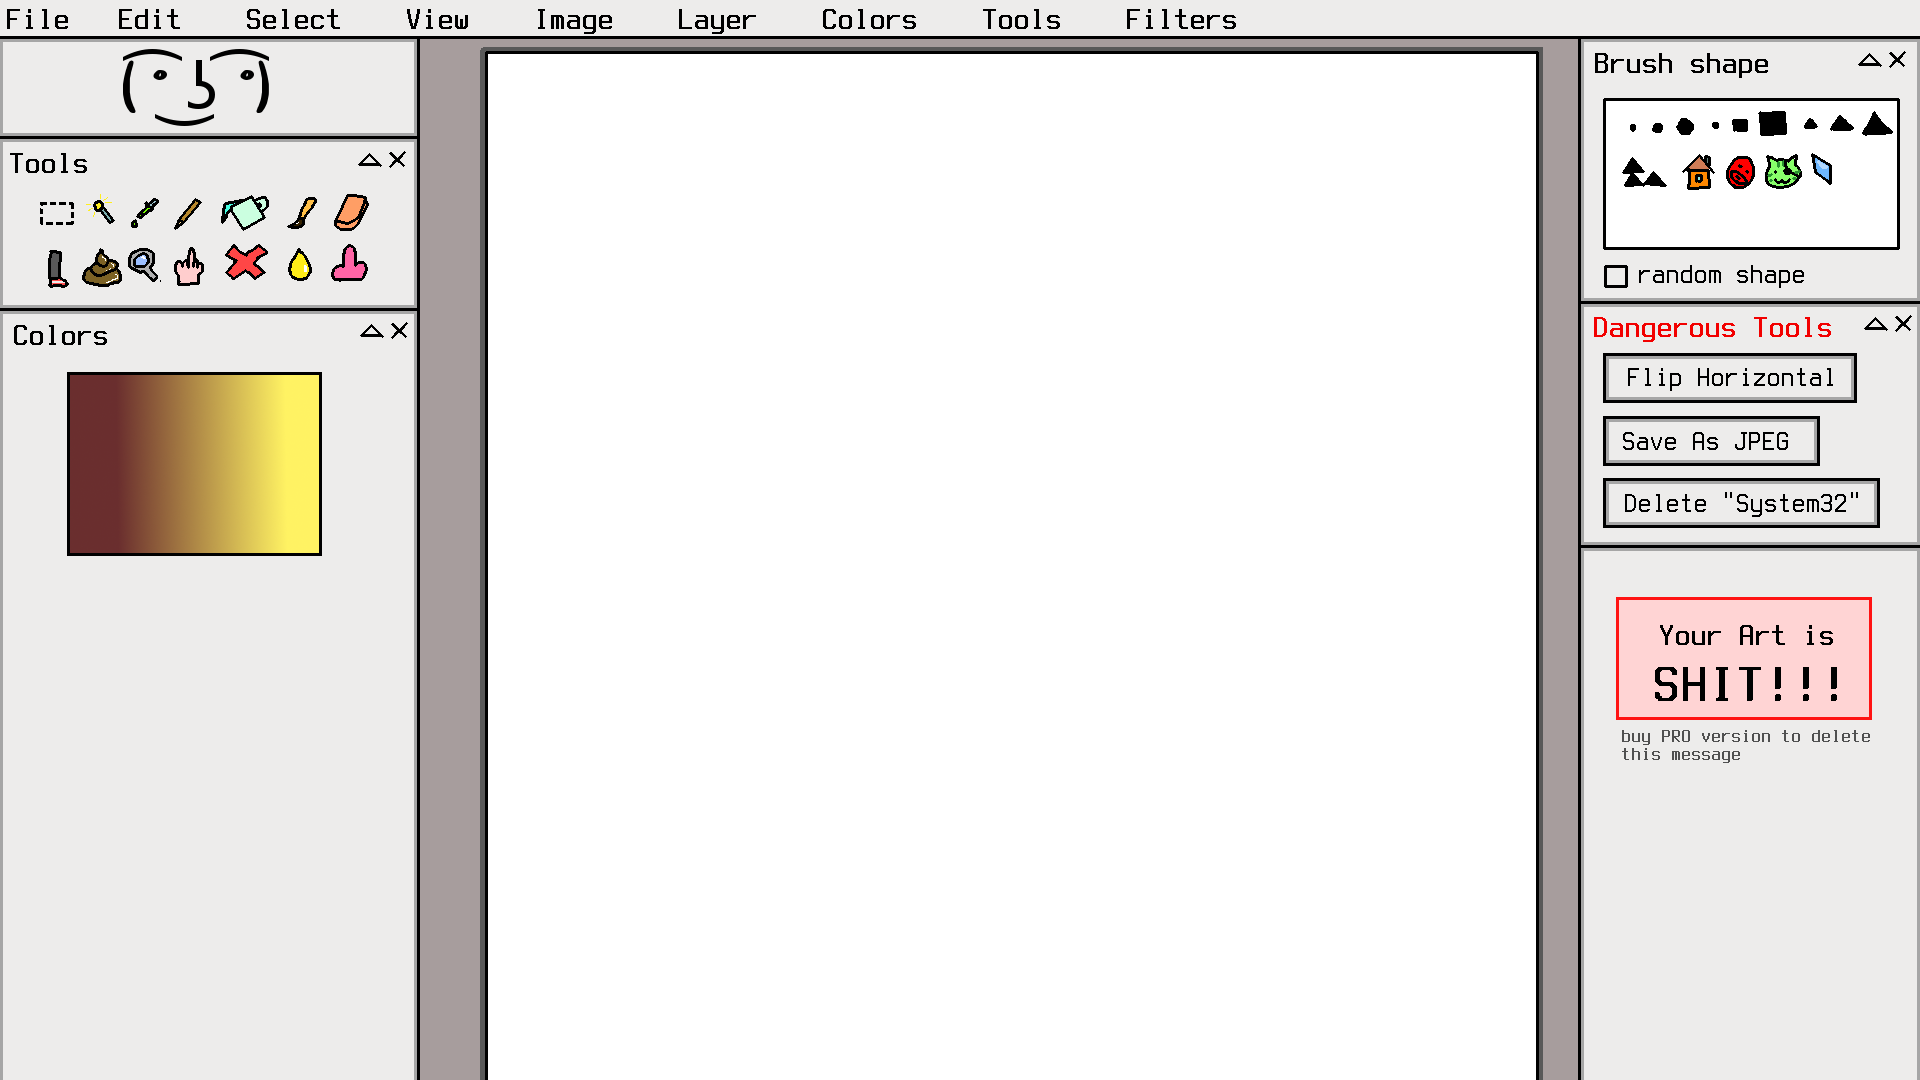 File Edit Select View Image Layer Colors Tools Filters
Tools
Colors
Brush shape
random shape
Dangerous Tools
Flip Horizontal
Save As JPEG
Delete "System32"
Your Art is
SHIT!!!
buy PRO version to delete
this message